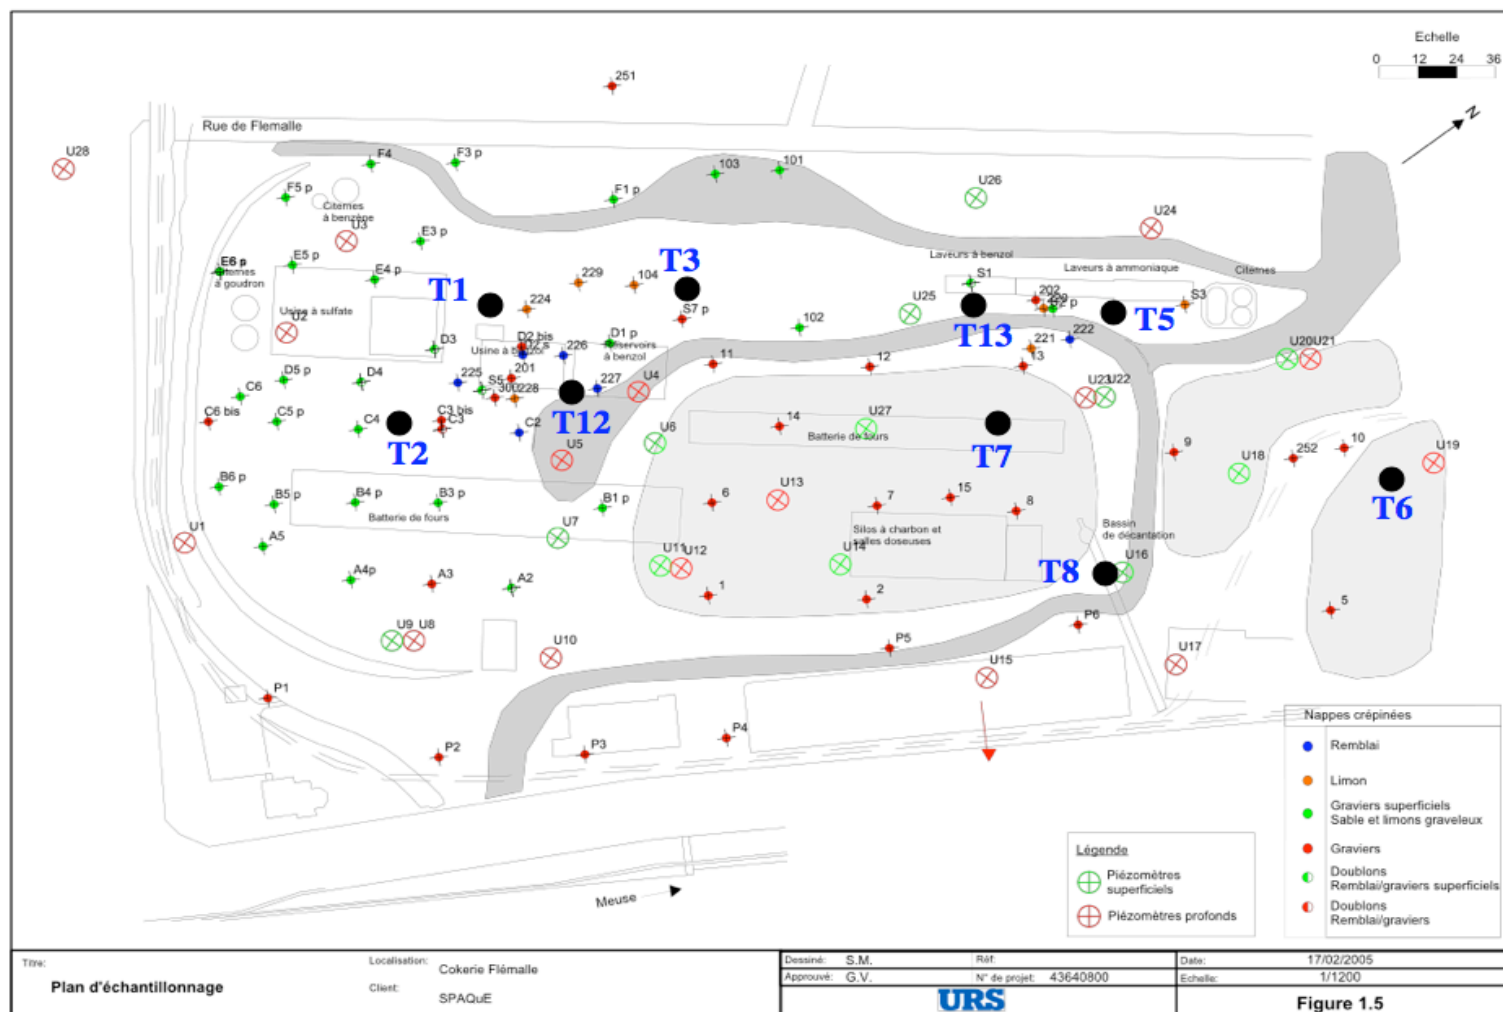 Echelle
0 12 24 36
N
251
Rue de Flemalle
U28
F4
F3 p
103
101
F5 p
F1 p
U26
Citernes
à benzène
U3
E3 p
U24
E6 p
Citernes
à goudron
E5 p
E4 p
229
104
T3
Laveurs à benzol
S1
Laveurs à ammoniaque
Citernes
T1
224
S7 p
U25
202
S3
U2
Usine à sulfate
102
T13
T5
D3
D2 bis
Usine à benzol
226
D1 p
Réservoirs
à benzol
222
221
13
U20
U21
11
12
D5 p
D4
225
S5
201
228
227
U4
U23
U22
C6
C6 bis
C5 p
C4
C3 bis
C3
C2
T12
T2
14
U27
Batterie de fours
T7
U6
U5
9
252
10
U19
U18
T6
B6 p
B5 p
B4 p
B3 p
Batterie de fours
B1 p
6
U13
7
15
8
Silos à charbon et
salles doseuses
Bassin
de décantation
U1
A5
U7
U11
U12
U14
T8
U16
A4p
A3
A2
1
2
5
U9
U8
U10
P5
P6
U15
U17
P1
P2
P3
P4
Meuse
Légende
Piézomètres
superficiels
Piézomètres profonds
Nappes crépinées
Remblai
Limon
Graviers superficiels
Sable et limons graveleux
Graviers
Doublons
Remblai/graviers superficiels
Doublons
Remblai/graviers
Titre:
Plan d'échantillonnage
Localisation:
Cokerie Flémalle
Client:
SPAQuE
Dessiné: S.M.
Réf:
Date: 17/02/2005
Approuvé: G.V.
N° de projet: 43640800
Echelle: 1/1200
URS
Figure 1.5